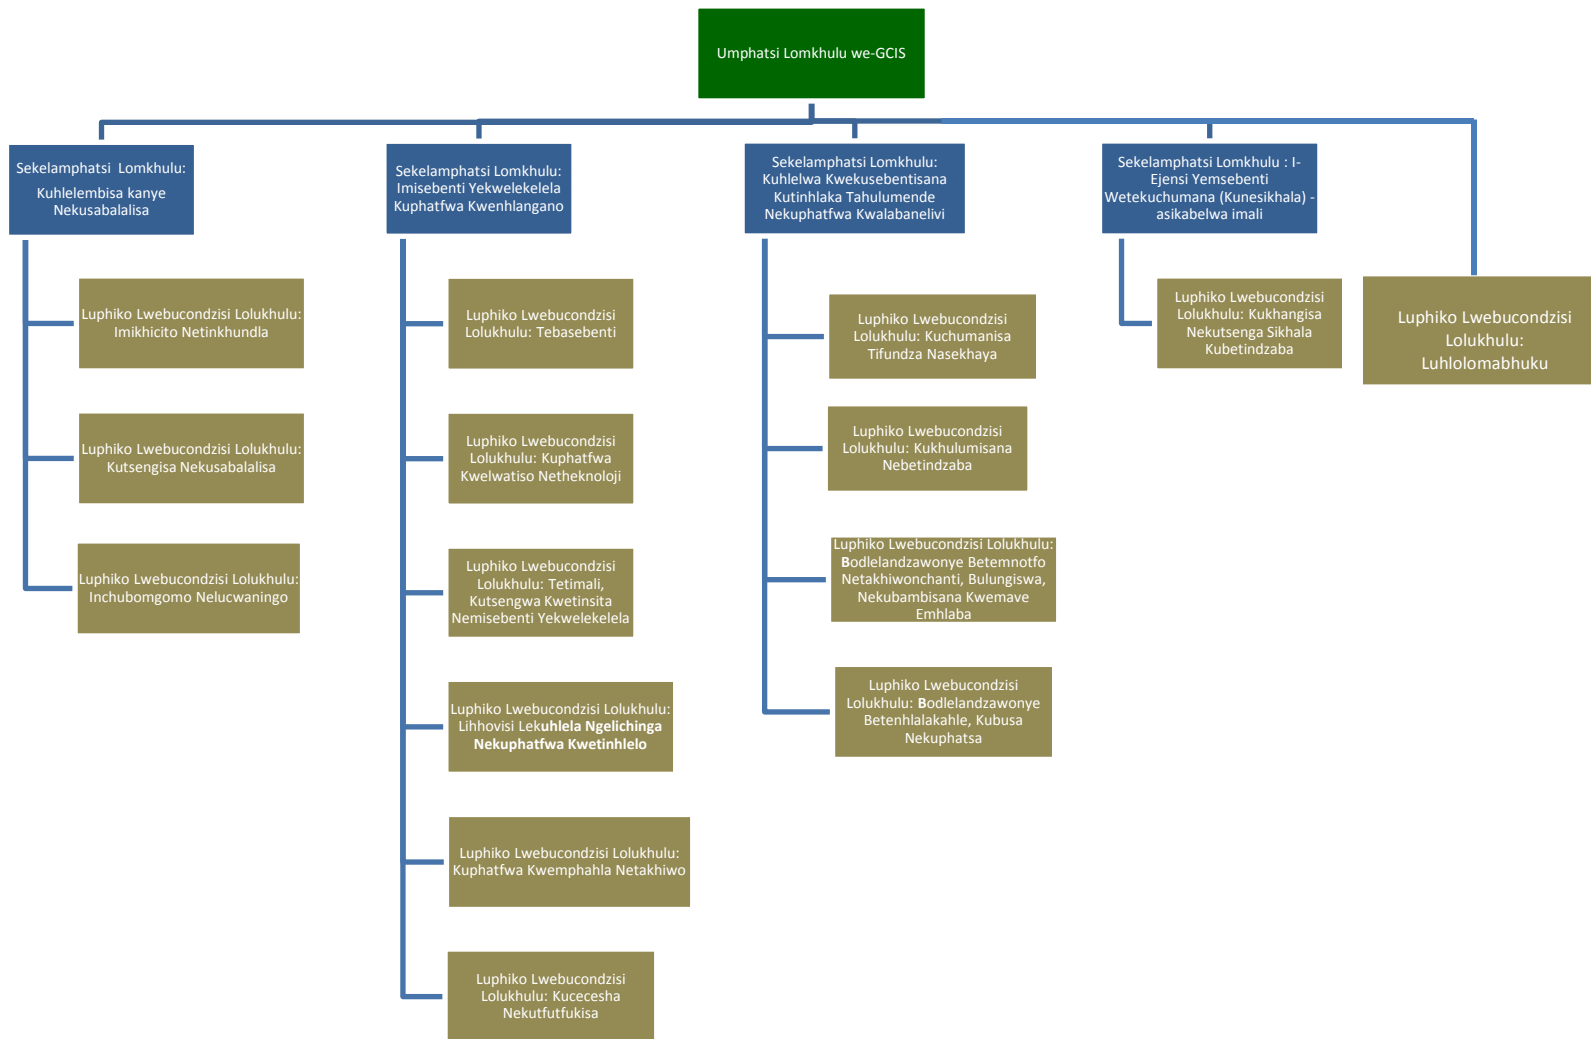 Umphatsi Lomkhulu we-GCIS
Sekelamphatsi Lomkhulu:
Kuhlelembisa kanye
Nekusabalalisa
Luphiko Lwebucondzisi Lolukhulu:
Imikhicito Netinkhundla
Luphiko Lwebucondzisi Lolukhulu:
Kutsengisa Nekusabalalisa
Luphiko Lwebucondzisi Lolukhulu:
Inchubomgomo Nelucwaningo
Sekelamphatsi Lomkhulu:
Imisebenti Yekwelekelela
Kuphatfwa Kwenhlangano
Luphiko Lwebucondzisi
Lolukhulu: Tebasebenti
Luphiko Lwebucondzisi
Lolukhulu: Kuphatfwa
Kwelwatiso Netheknoloji
Luphiko Lwebucondzisi
Lolukhulu: Tetimali,
Kutsengwa Kwetinsita
Nemisebenti Yekwelekelela
Luphiko Lwebucondzisi Lolukhulu:
Lihhovisi Lekuhlela Ngelichinga
Nekuphatfwa Kwetinhlelo
Luphiko Lwebucondzisi Lolukhulu:
Kuphatfwa Kwemphahla Netakhiwo
Luphiko Lwebucondzisi
Lolukhulu: Kucecesha
Nekutfutfukisa
Sekelamphatsi Lomkhulu:
Kuhlelwa Kwekusebentisana
Kutinhlaka Tahulumende
Nekuphatfwa Kwalabanelivi
Luphiko Lwebucondzisi
Lolukhulu: Kuchumanisa
Tifundza Nasekhaya
Luphiko Lwebucondzisi
Lolukhulu: Kukhulumisana
Nebetindzaba
Luphiko Lwebucondzisi Lolukhulu:
Bodlelandzawonye Betemnotfo
Netakhiwonchanti, Bulungiswa,
Nekubambisana Kwemave
Emhlaba
Luphiko Lwebucondzisi
Lolukhulu: Bodlelandzawonye
Betenhlalakahle, Kubusa
Nekuphatsa
Sekelamphatsi Lomkhulu : I-
Ejensi Yemsebenti
Wetekuchumana (Kunesikhala) -
asikabelwa imali
Luphiko Lwebucondzisi
Lolukhulu: Kukhangisa
Nekutsenga Sikhala
Kubetindzaba
Luphiko Lwebucondzisi
Lolukhulu:
Luhlolomabhuku